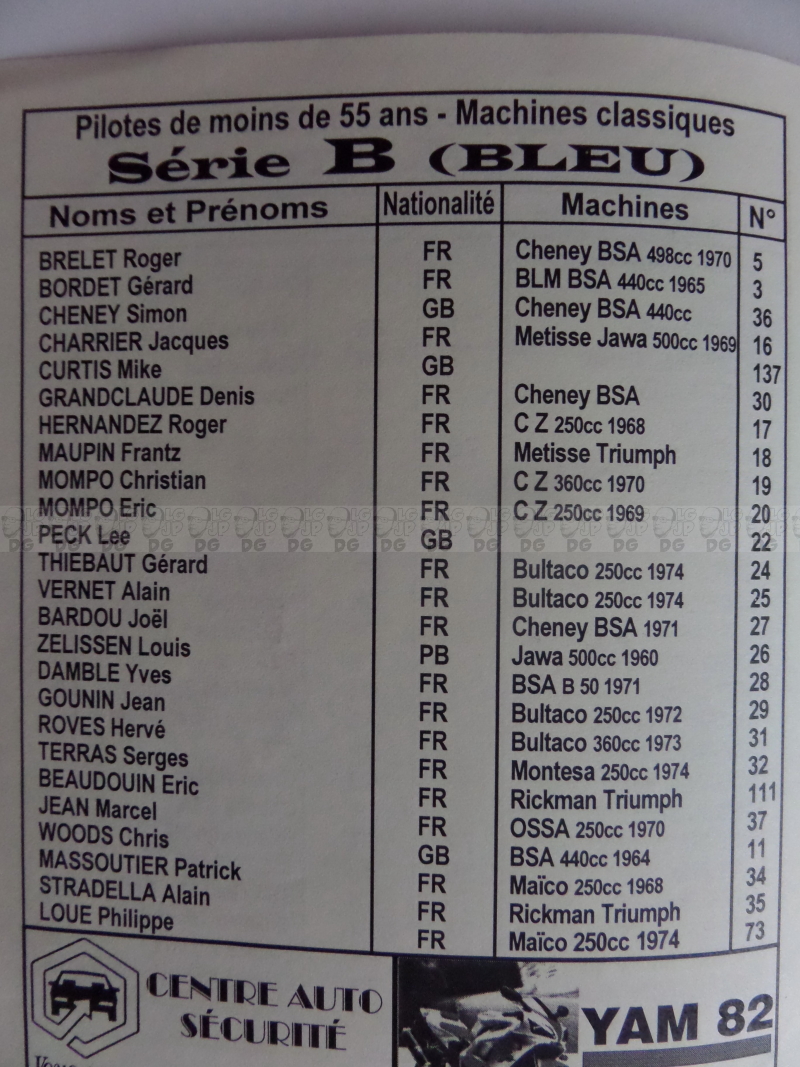 Pilotes de moins de 55 ans - Machines classiques
Série B (BLEU)
Noms et Prénoms Nationalité Machines N°
BRELET Roger FR Cheney BSA 498cc 1970 5
BORDET Gérard FR BLM BSA 440cc 1965 3
CHENEY Simon GB Cheney BSA 440cc 36
CHARRIER Jacques FR Metisse Jawa 500cc 1969 16
CURTIS Mike GB 137
GRANDCLAUDE Denis FR Cheney BSA 30
HERNANDEZ Roger FR C Z 250cc 1968 17
MAUPIN Frantz FR Metisse Triumph 18
MOMPO Christian FR C Z 360cc 1970 19
MOMPO Eric FR C Z 250cc 1969 20
PECK Lee GB 22
THIEBAUT Gérard FR Bultaco 250cc 1974 24
VERNET Alain FR Bultaco 250cc 1974 25
BARDOU Joël FR Cheney BSA 1971 27
ZELISSEN Louis PB Jawa 500cc 1960 26
DAMBLE Yves FR BSA B 50 1971 28
GOUNIN Jean FR Bultaco 250cc 1972 29
ROVES Hervé FR Bultaco 360cc 1973 31
TERRAS Serges FR Montesa 250cc 1974 32
BEAUDOUIN Eric FR Rickman Triumph 111
JEAN Marcel FR OSSA 250cc 1970 37
WOODS Chris GB BSA 440cc 1964 11
MASSOUTIER Patrick FR Maïco 250cc 1968 34
STRADELLA Alain FR Rickman Triumph 35
LOUE Philippe FR Maïco 250cc 1974 73
CENTRE AUTO
SÉCURITÉ
YAM 82